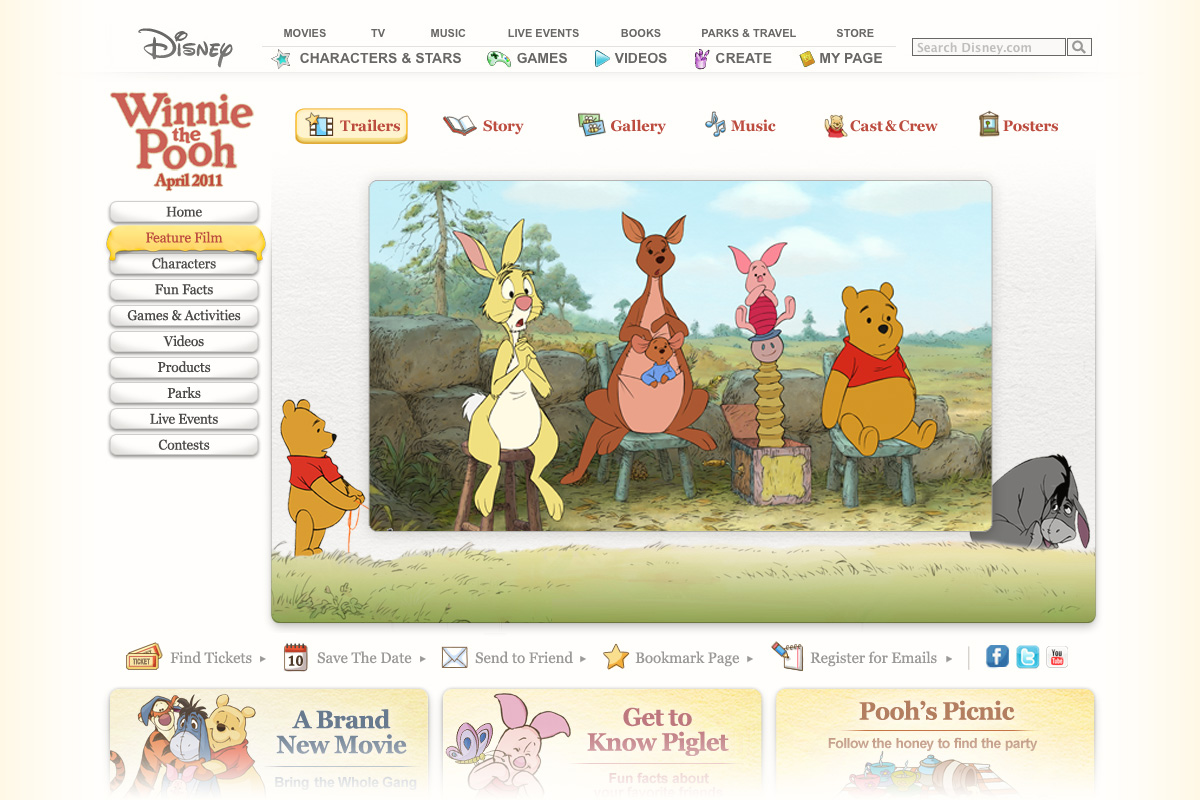 Disney
MOVIES TV MUSIC LIVE EVENTS BOOKS PARKS & TRAVEL STORE
CHARACTERS & STARS GAMES VIDEOS CREATE MY PAGE
Search Disney.com
Winnie
the
Pooh
April 2011
Trailers Story Gallery Music Cast & Crew Posters
Home
Feature Film
Characters
Fun Facts
Games & Activities
Videos
Products
Parks
Live Events
Contests
TICKET Find Tickets 10 Save The Date Send to Friend Bookmark Page Register for Emails f t You Tube
A Brand
New Movie
Bring the Whole Gang
Get to
Know Piglet
Fun facts about
your favorite friends
Pooh's Picnic
Follow the honey to find the party